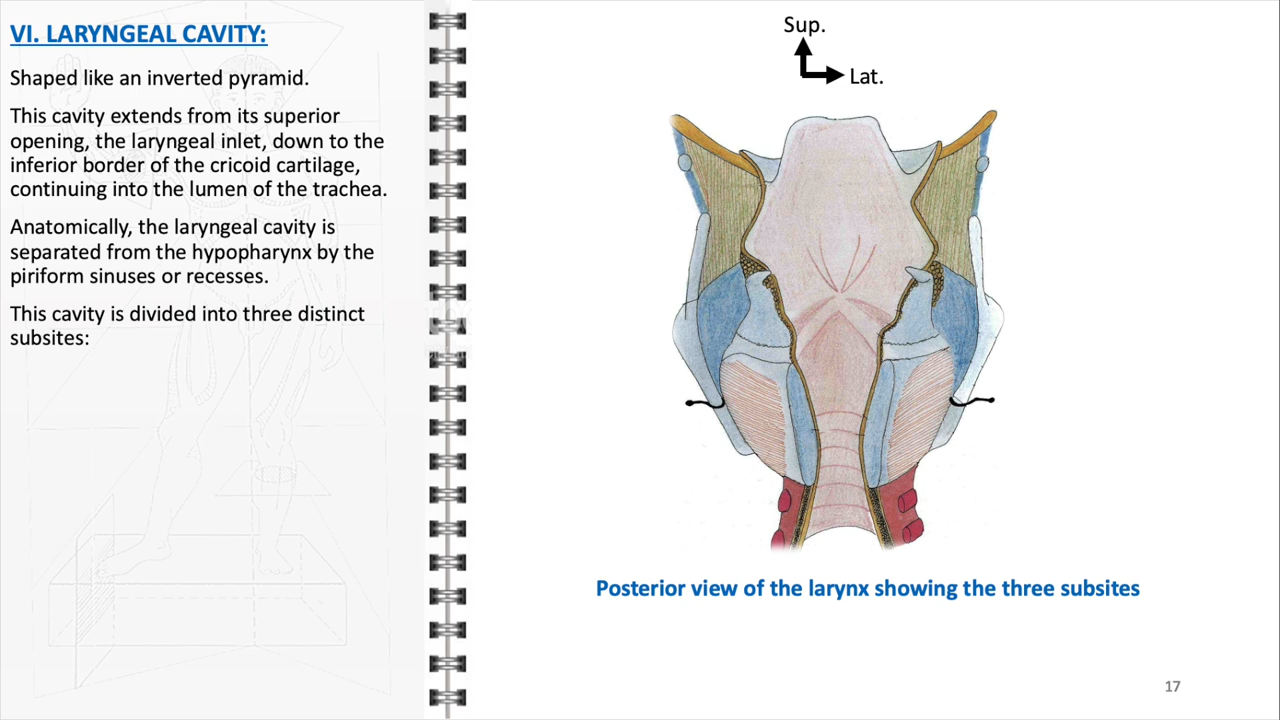 VI. LARYNGEAL CAVITY:
Shaped like an inverted pyramid.
This cavity extends from its superior
opening, the laryngeal inlet, down to the
inferior border of the cricoid cartilage,
continuing into the lumen of the trachea.
Anatomically, the laryngeal cavity is
separated from the hypopharynx by the
piriform sinuses or recesses.
This cavity is divided into three distinct
subsites:
Sup.
Lat.
Posterior view of the larynx showing the three subsites
17